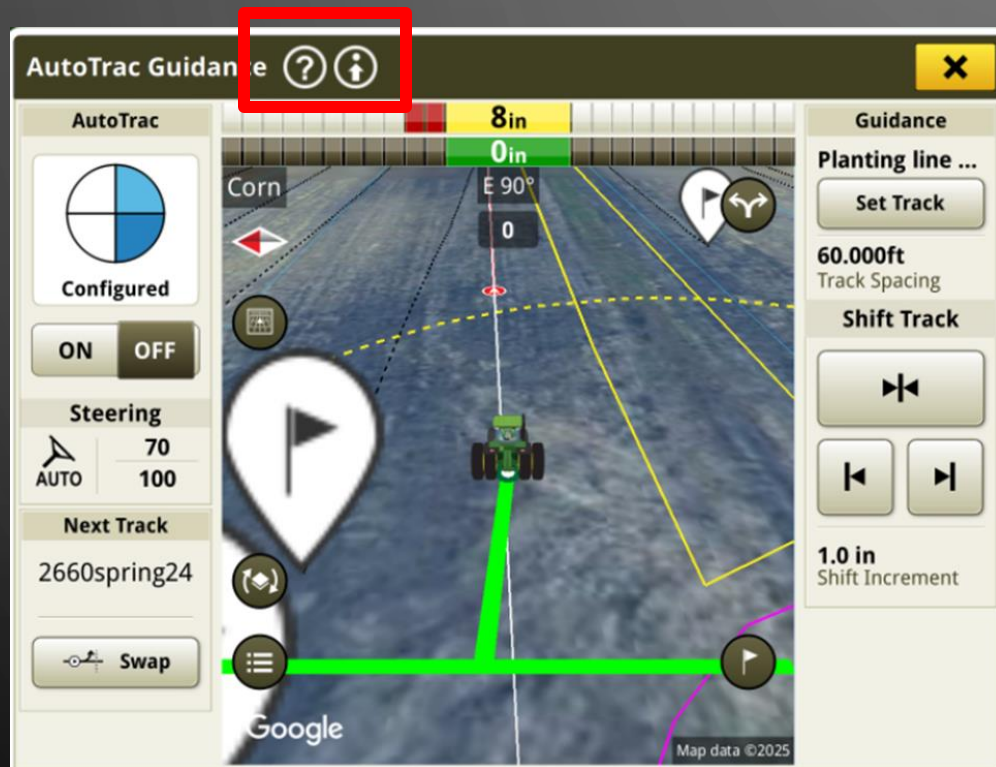 AutoTrac Guidance ?
AutoTrac
Configured
ON OFF
Steering
AUTO
70
100
Next Track
2660spring24
Swap
8in
0in
Corn
E 90°
0
Google
Map data ©2025
Guidance
Planting line ...
Set Track
60.000ft
Track Spacing
Shift Track
1.0 in
Shift Increment